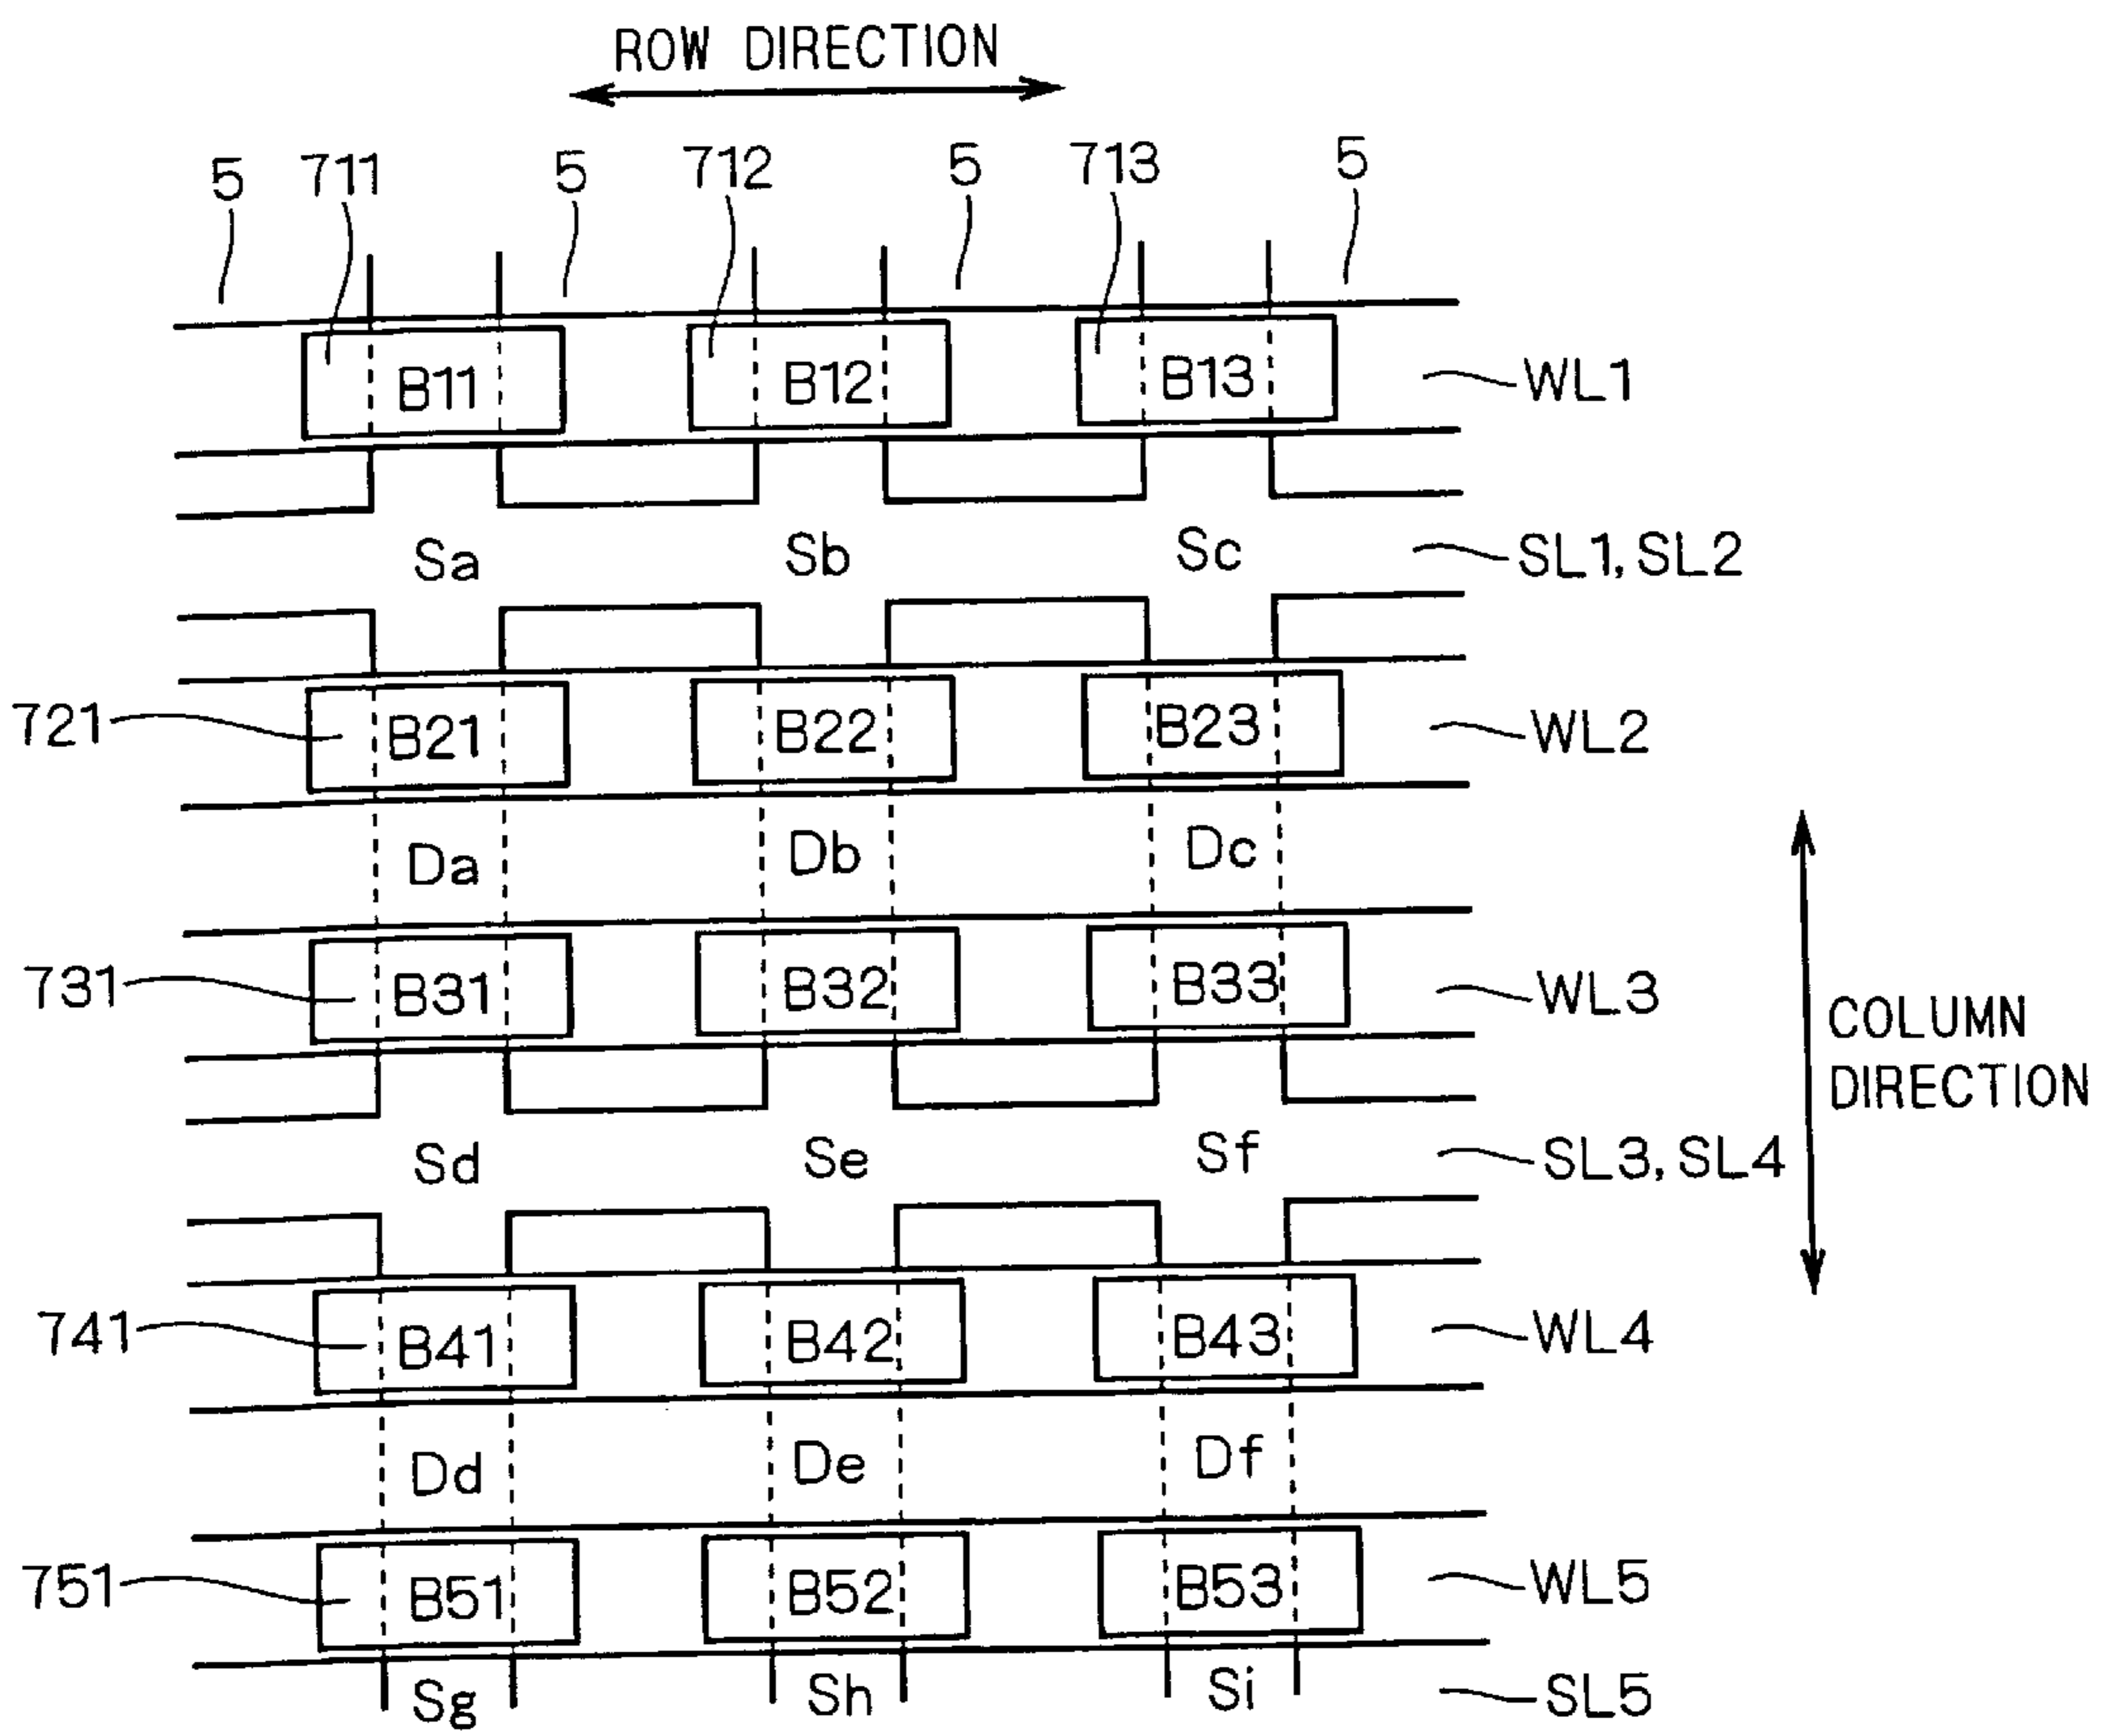 ROW DIRECTION
5 711 5 712 5 713 5
B11 B12 B13 WL1
Sa Sb Sc SL1, SL2
721 B21 B22 B23 WL2
Da Db Dc
731 B31 B32 B33 WL3
COLUMN
DIRECTION
Sd Se Sf SL3, SL4
741 B41 B42 B43 WL4
Dd De Df
751 B51 B52 B53 WL5
Sg Sh Si SL5